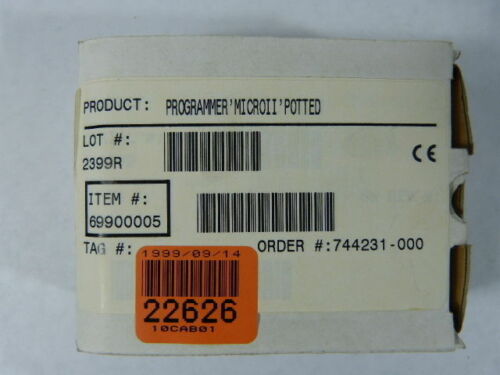 PRODUCT: PROGRAMMER'MICROII'POTTED
LOT #:
2399R
CE
ITEM #:
69900005
TAG #:
ORDER #:744231-000
1999/09/14
22626
10CAB01